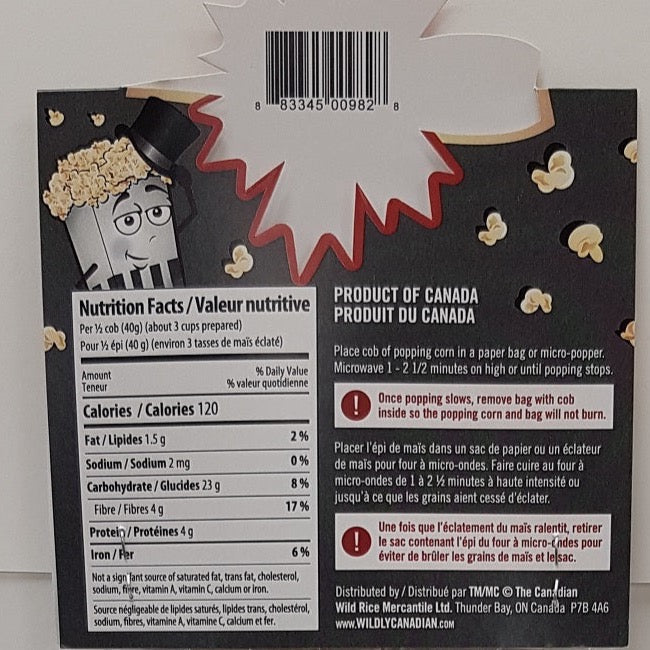 8 83345 00982 8
Nutrition Facts / Valeur nutritive
Per ½ cob (40g) (about 3 cups prepared)
Pour ½ épi (40 g) (environ 3 tasses de maïs éclaté)
Amount % Daily Value
Teneur % valeur quotidienne
Calories / Calories 120
Fat / Lipides 1.5 g 2 %
Sodium / Sodium 2 mg 0 %
Carbohydrate / Glucides 23 g 8 %
Fibre / Fibres 4 g 17 %
Protein / Protéines 4 g
Iron / Fer 6 %
Not a significant source of saturated fat, trans fat, cholesterol,
sodium, fibre, vitamin A, vitamin C, calcium or iron.
Source négligeable de lipides saturés, lipides trans, cholestérol,
sodium, fibres, vitamine A, vitamine C, calcium et fer.
PRODUCT OF CANADA
PRODUIT DU CANADA
Place cob of popping corn in a paper bag or micro-popper.
Microwave 1 - 2 1/2 minutes on high or until popping stops.
! Once popping slows, remove bag with cob
inside so the popping corn and bag will not burn.
Placer l'épi de maïs dans un sac de papier ou un éclateur
de maïs pour four à micro-ondes. Faire cuire au four à
micro-ondes de 1 à 2 ½ minutes à haute intensité ou
jusqu'à ce que les grains aient cessé d'éclater.
! Une fois que l'éclatement du maïs ralentit, retirer
le sac contenant l'épi du four à micro-ondes pour
éviter de brûler les grains de maïs et le sac.
Distributed by / Distribué par TM/MC © The Canadian
Wild Rice Mercantile Ltd. Thunder Bay, ON Canada P7B 4A6
www.WILDLYCANADIAN.COM